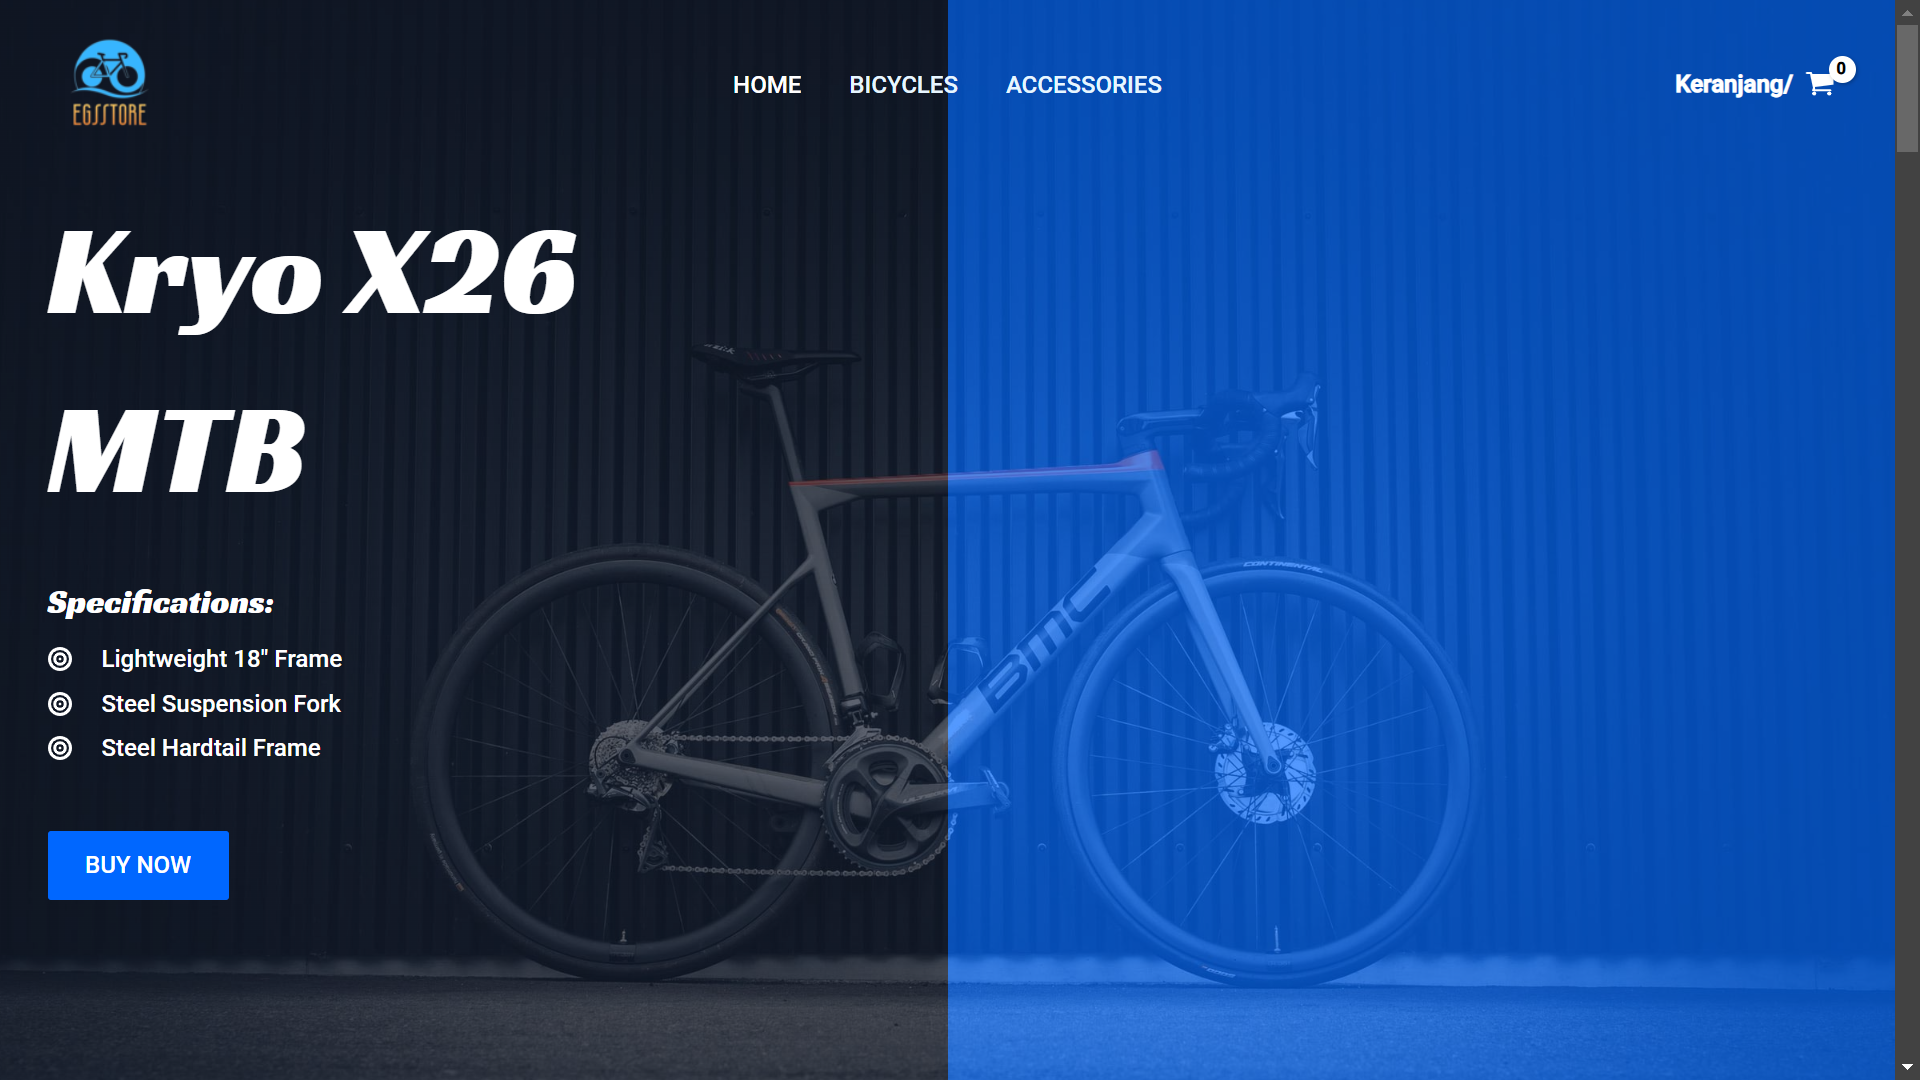 EGSSTORE
HOME
BICYCLES
ACCESSORIES
Keranjang/
0
Kryo X26
MTB
Specifications:
Lightweight 18" Frame
Steel Suspension Fork
Steel Hardtail Frame
BUY NOW
CONTINENTAL
BMC